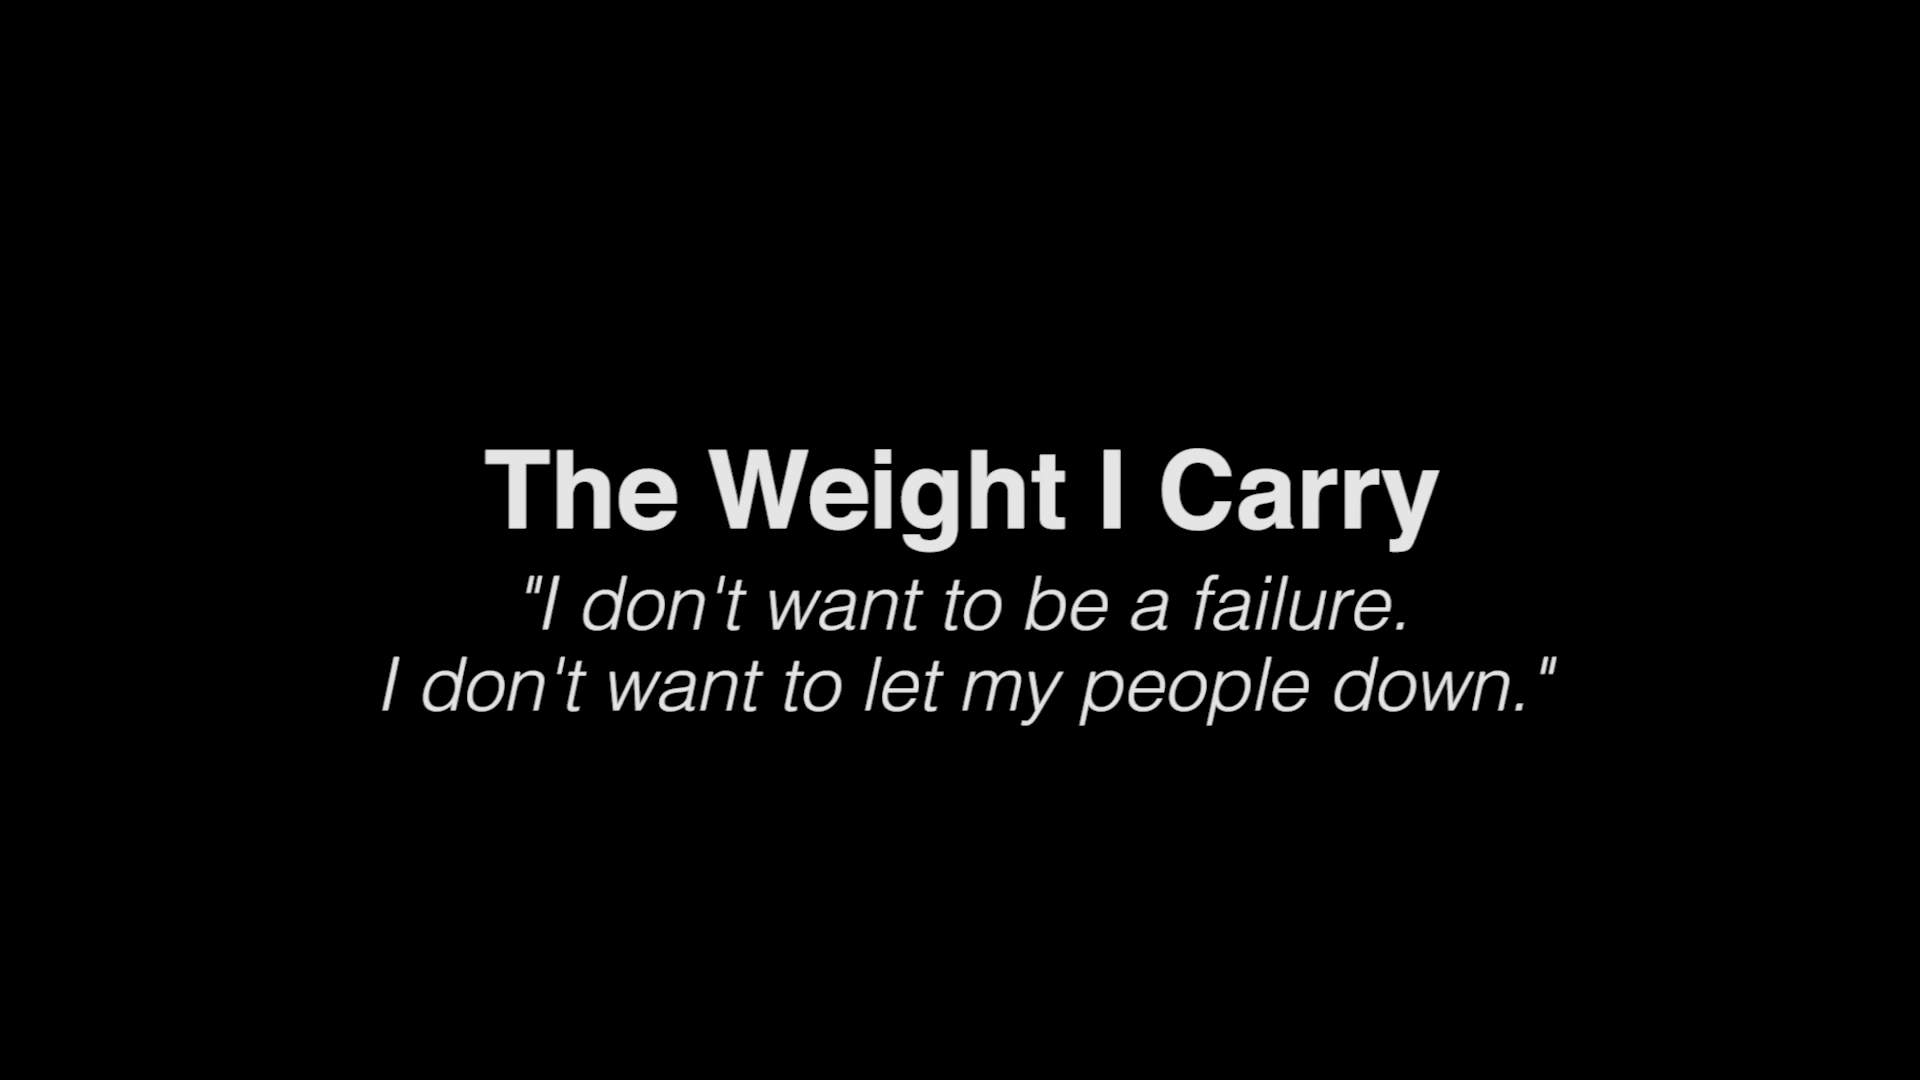 The Weight I Carry
"I don't want to be a failure.
I don't want to let my people down."